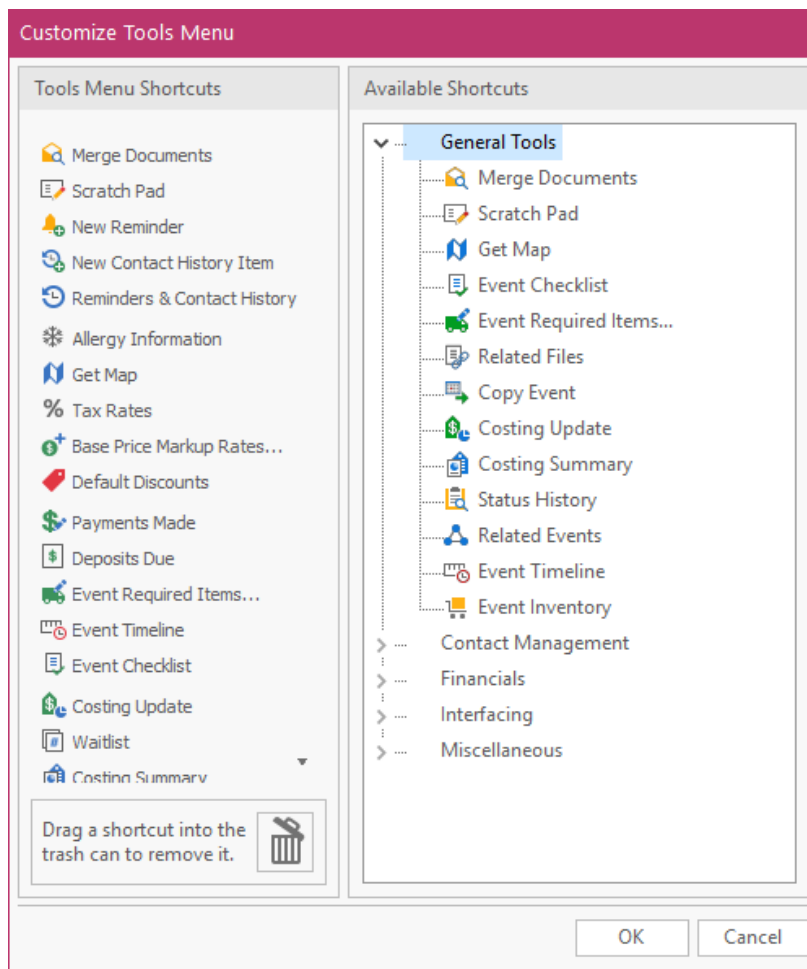 Customize Tools Menu
Tools Menu Shortcuts
Merge Documents
Scratch Pad
New Reminder
New Contact History Item
Reminders & Contact History
Allergy Information
Get Map
% Tax Rates
Base Price Markup Rates...
Default Discounts
Payments Made
Deposits Due
Event Required Items...
Event Timeline
Event Checklist
Costing Update
Waitlist
Costing Summary
Drag a shortcut into the
trash can to remove it.
Available Shortcuts
General Tools
Merge Documents
Scratch Pad
Get Map
Event Checklist
Event Required Items...
Related Files
Copy Event
Costing Update
Costing Summary
Status History
Related Events
Event Timeline
Event Inventory
Contact Management
Financials
Interfacing
Miscellaneous
OK
Cancel